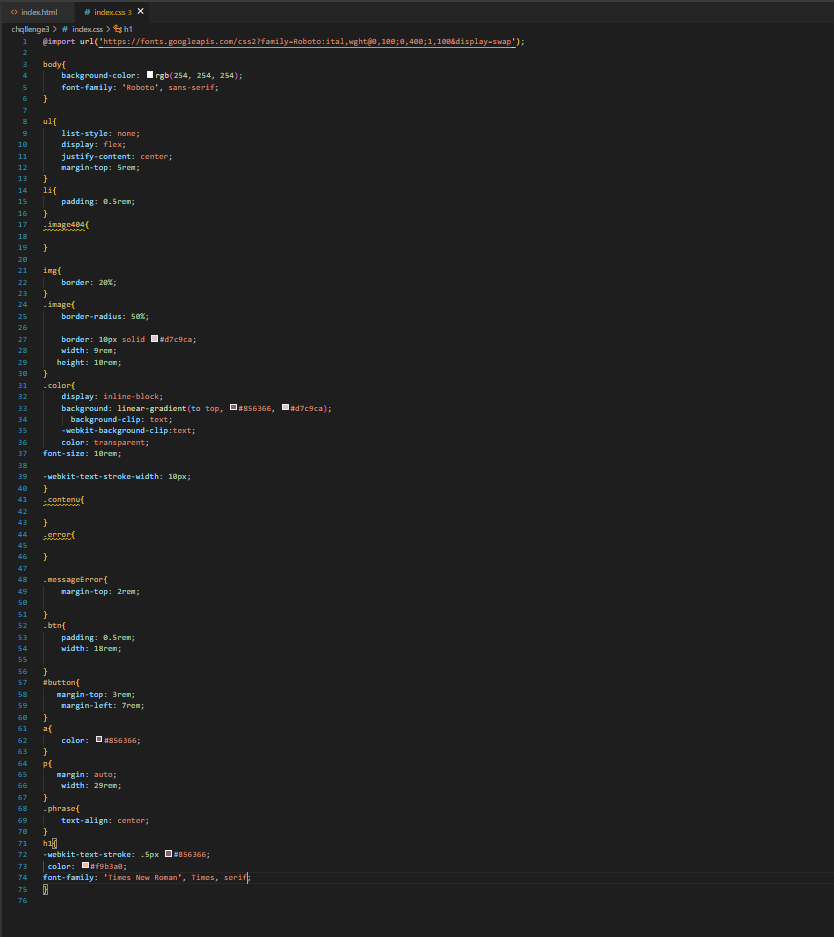 index.html
# index.css 3 ×
chqllenge3 > # index.css > h1
1 @import url('https://fonts.googleapis.com/css2?family=Roboto:ital,wght@0,100;0,400;1,100&display=swap');
2
3 body{
4 background-color: rgb(254, 254, 254);
5 font-family: 'Roboto', sans-serif;
6 }
7
8 ul{
9 list-style: none;
10 display: flex;
11 justify-content: center;
12 margin-top: 5rem;
13 }
14 li{
15 padding: 0.5rem;
16 }
17 .image404{
18
19 }
20
21 img{
22 border: 20%;
23 }
24 .image{
25 border-radius: 50%;
26
27 border: 10px solid #d7c9ca;
28 width: 9rem;
29 height: 10rem;
30 }
31 .color{
32 display: inline-block;
33 background: linear-gradient(to top, #856366, #d7c9ca);
34 background-clip: text;
35 -webkit-background-clip:text;
36 color: transparent;
37 font-size: 10rem;
38
39 -webkit-text-stroke-width: 10px;
40 }
41 .contenu{
42
43 }
44 .error{
45
46 }
47
48 .messageError{
49 margin-top: 2rem;
50
51 }
52 .btn{
53 padding: 0.5rem;
54 width: 18rem;
55
56 }
57 #button{
58 margin-top: 3rem;
59 margin-left: 7rem;
60 }
61 a{
62 color: #856366;
63 }
64 p{
65 margin: auto;
66 width: 29rem;
67 }
68 .phrase{
69 text-align: center;
70 }
71 h1{
72 -webkit-text-stroke: .5px #856366;
73 color: #f9b3a0;
74 font-family: 'Times New Roman', Times, serif;
75 }
76